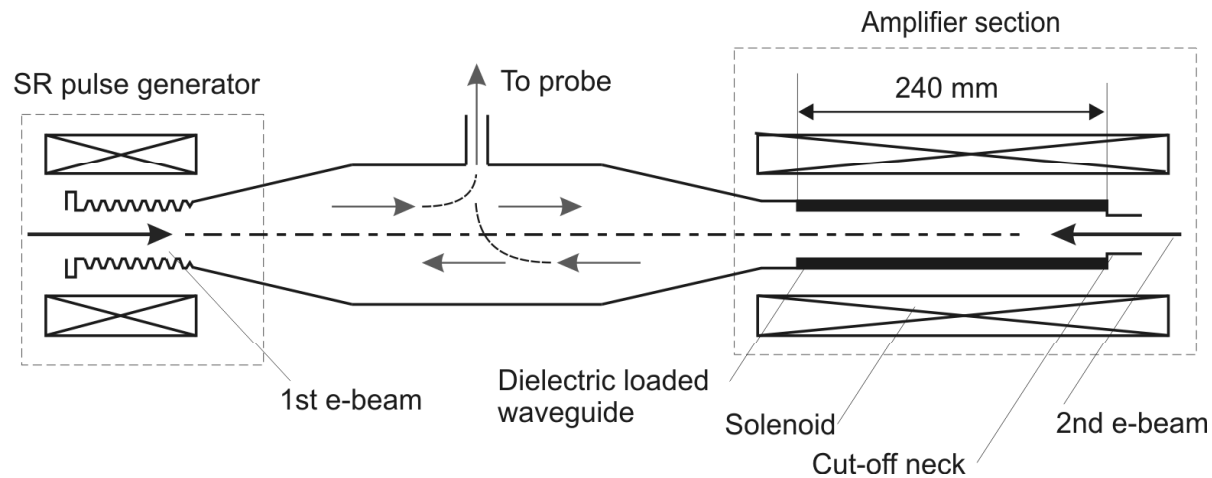 Amplifier section
SR pulse generator
To probe
240 mm
1st e-beam
Dielectric loaded
waveguide
Solenoid
Cut-off neck
2nd e-beam